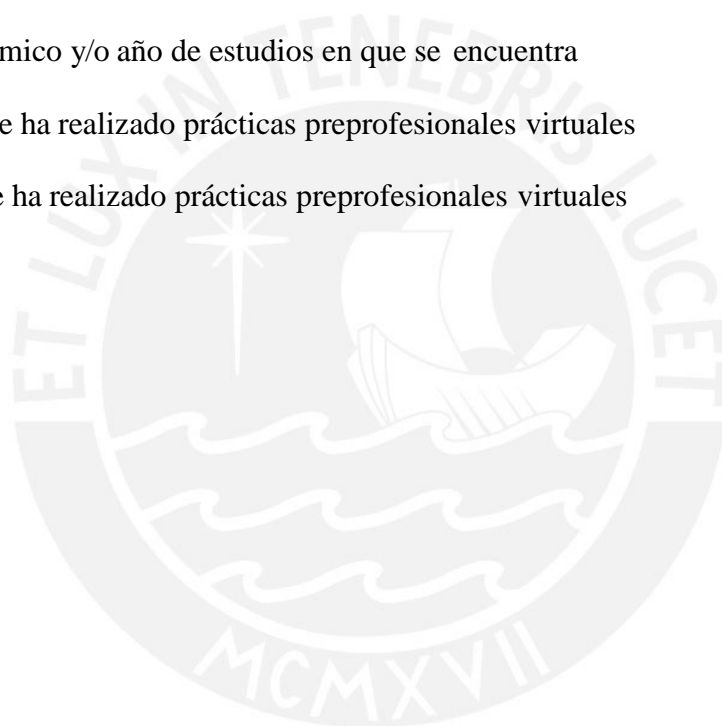 mico y/o año de estudios en que se encuentra
e ha realizado prácticas preprofesionales virtuales
e ha realizado prácticas preprofesionales virtuales
ET LUX IN TENEBRIS LUCET
MCMXVII